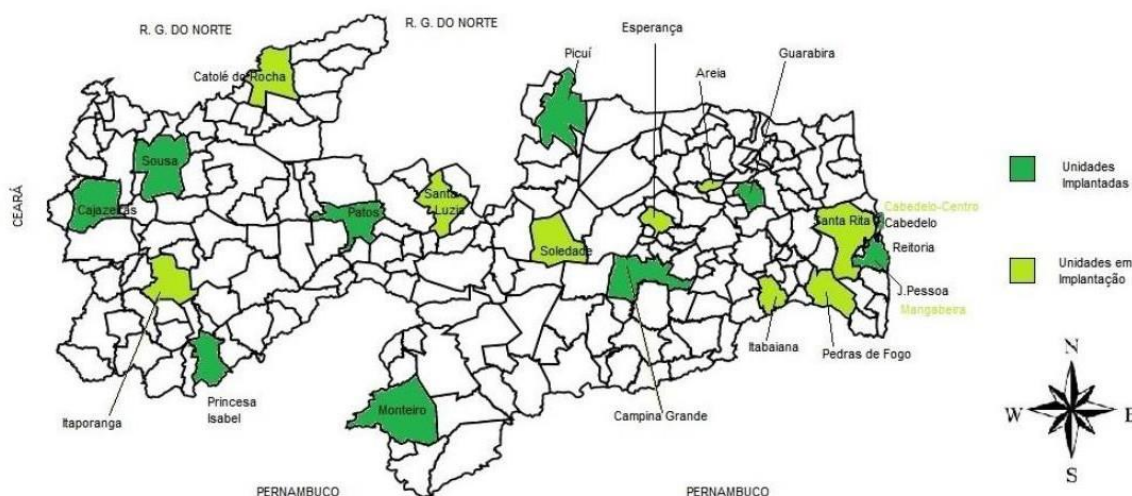 R. G. DO NORTE
R. G. DO NORTE
Esperança
Picuí
Guarabira
Areia
Catolé do Rocha
Sousa
CEARÁ
Cajazeiras
Patos
Santa
Luzia
Soledade
Santa Rita
Cabedelo-Centro
Cabedelo
Reitoria
J.Pessoa
Mangabeira
Unidades
Implantadas
Unidades em
Implantação
Itabaiana
Pedras de Fogo
Itaporanga
Princesa
Isabel
Monteiro
Campina Grande
PERNAMBUCO
PERNAMBUCO
N
W
E
S